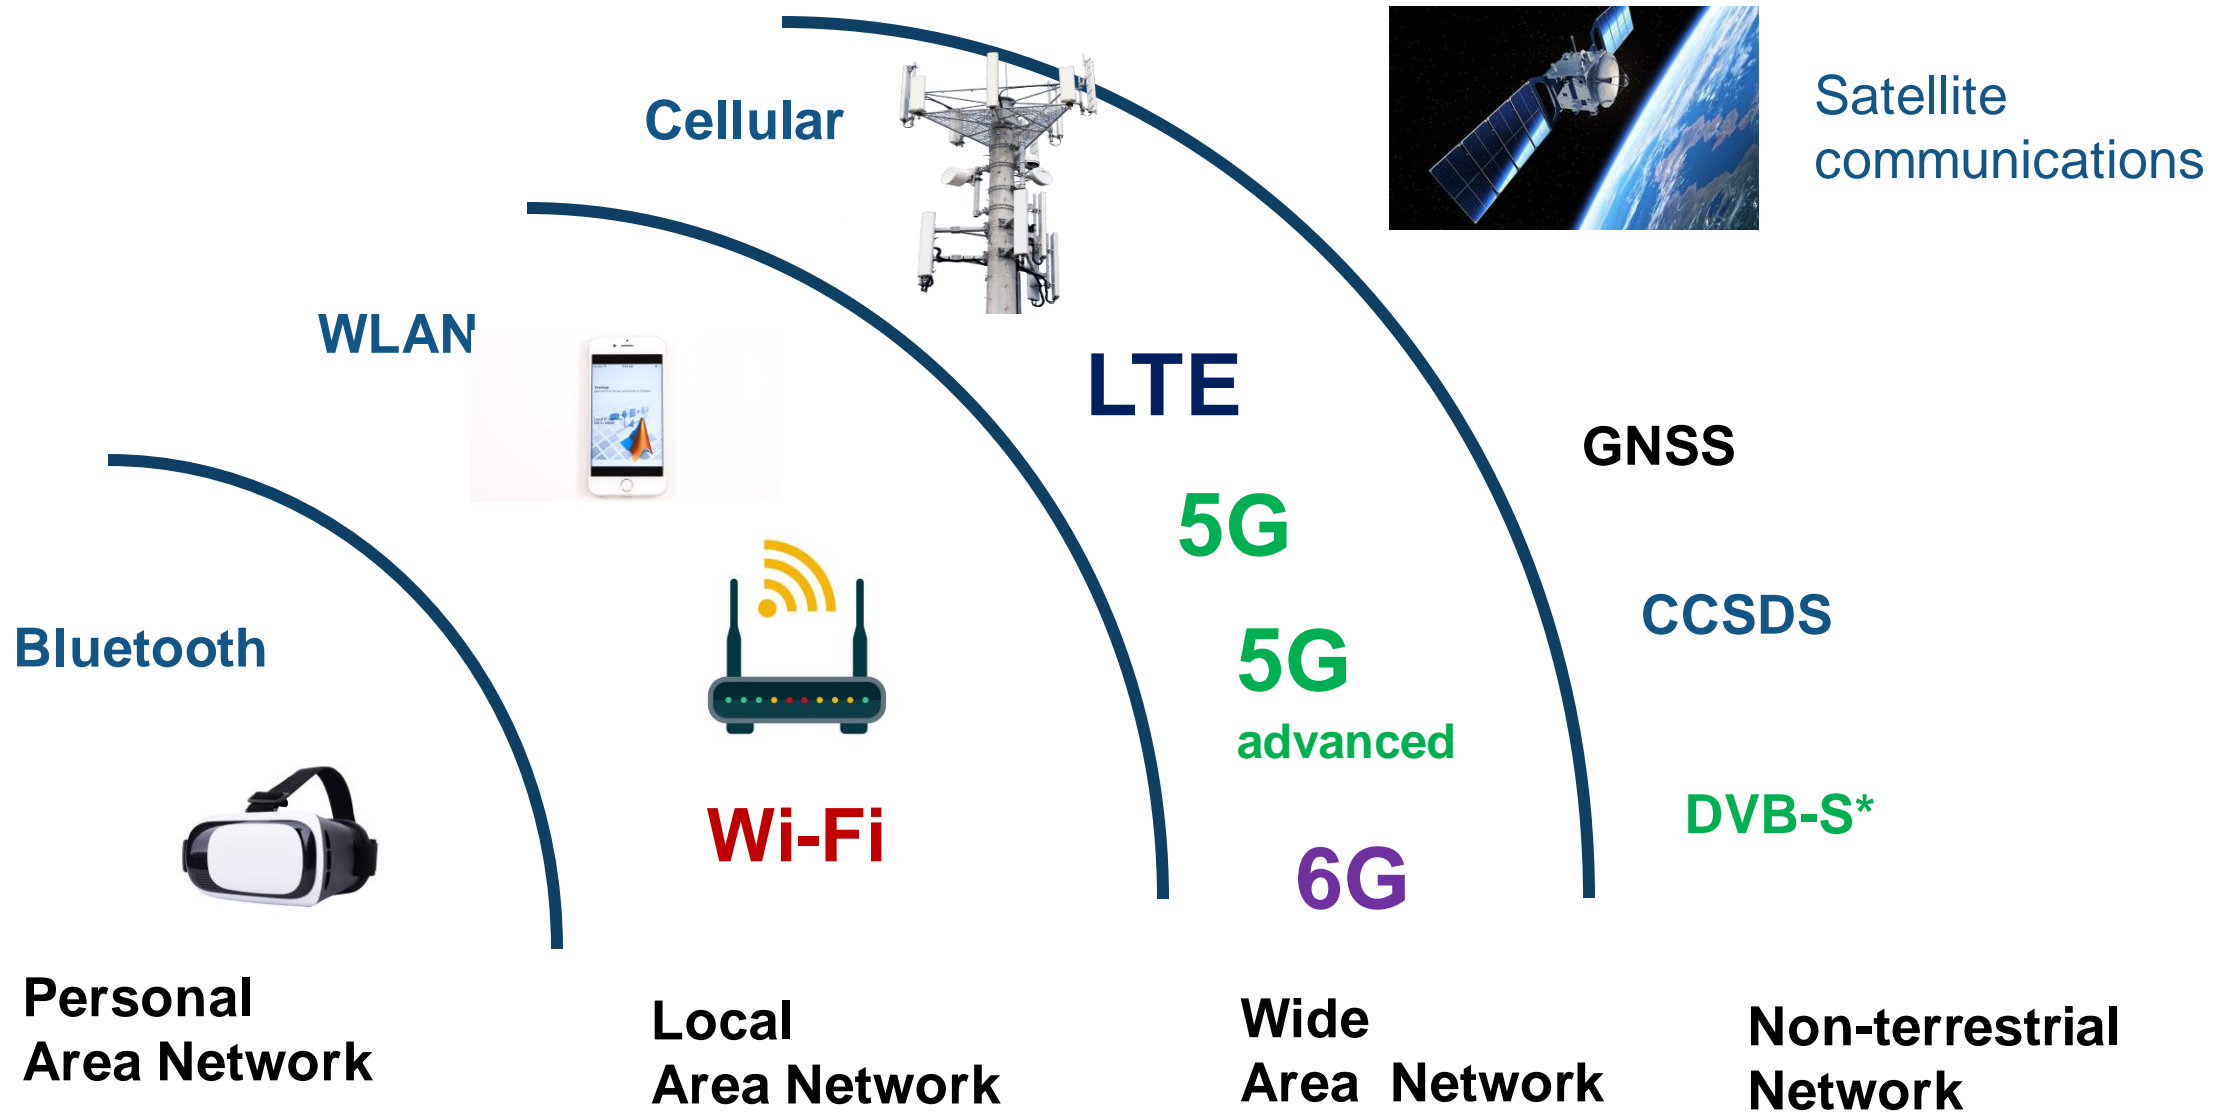 Cellular
Satellite
communications
WLAN
LTE
GNSS
5G
CCSDS
Bluetooth
5G
advanced
DVB-S*
Wi-Fi
6G
Personal
Area Network
Local
Area Network
Wide
Area Network
Non-terrestrial
Network